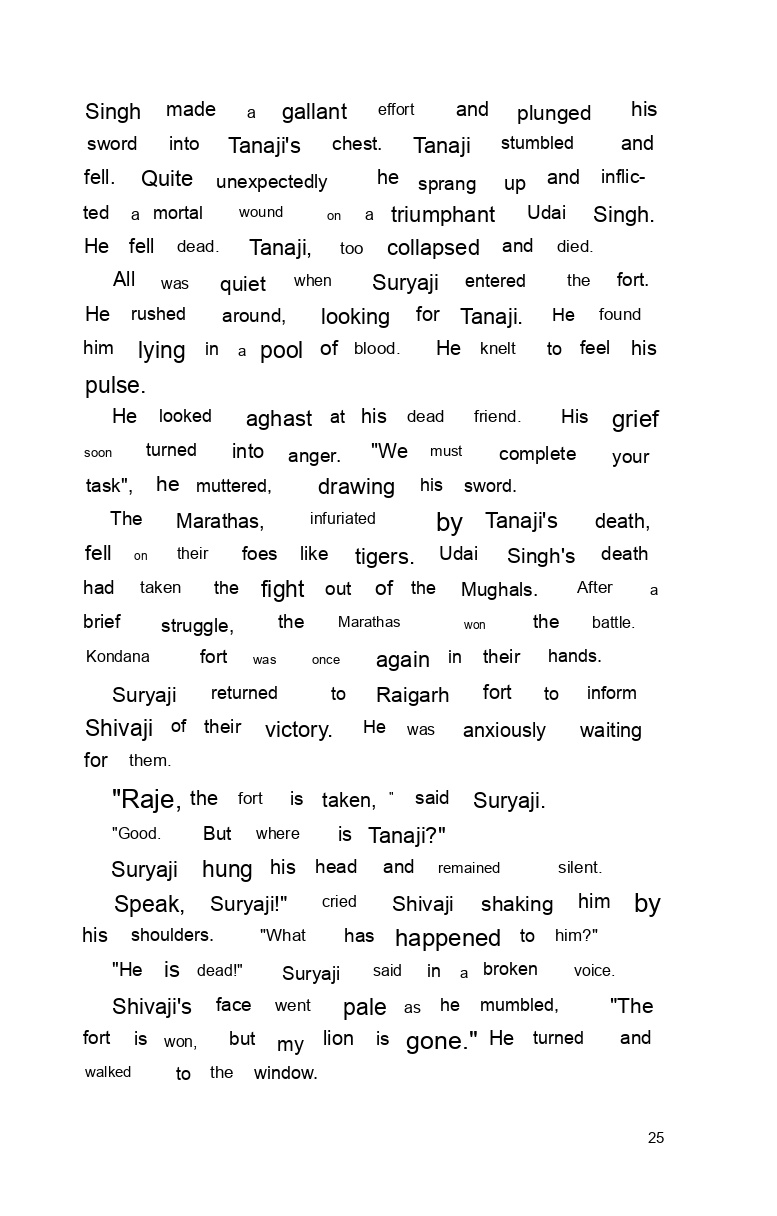 Singh made a gallant effort and plunged his
sword into Tanaji's chest. Tanaji stumbled and
fell. Quite unexpectedly he sprang up and inflic-
ted a mortal wound on a triumphant Udai Singh.
He fell dead. Tanaji, too collapsed and died.
All was quiet when Suryaji entered the fort.
He rushed around, looking for Tanaji. He found
him lying in a pool of blood. He knelt to feel his
pulse.
He looked aghast at his dead friend. His grief
soon turned into anger. "We must complete your
task", he muttered, drawing his sword.
The Marathas, infuriated by Tanaji's death,
fell on their foes like tigers. Udai Singh's death
had taken the fight out of the Mughals. After a
brief struggle, the Marathas won the battle.
Kondana fort was once again in their hands.
Suryaji returned to Raigarh fort to inform
Shivaji of their victory. He was anxiously waiting
for them.
"Raje, the fort is taken, " said Suryaji.
"Good. But where is Tanaji?"
Suryaji hung his head and remained silent.
Speak, Suryaji!" cried Shivaji shaking him by
his shoulders. "What has happened to him?"
"He is dead!" Suryaji said in a broken voice.
Shivaji's face went pale as he mumbled, "The
fort is won, but my lion is gone." He turned and
walked to the window.
25